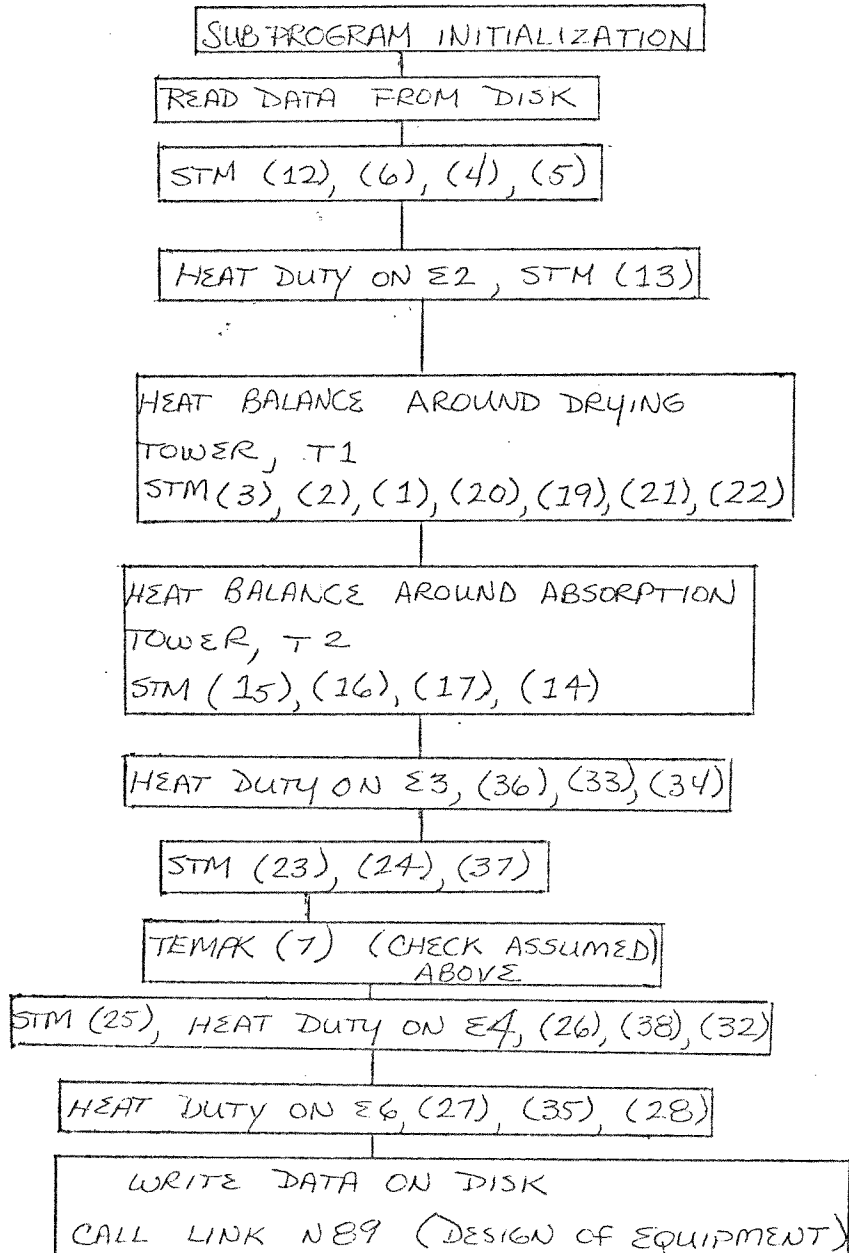 SUBPROGRAM INITIALIZATION
READ DATA FROM DISK
STM (12), (6), (4), (5)
HEAT DUTY ON E2, STM (13)
HEAT BALANCE AROUND DRYING
TOWER, T1
STM (3), (2), (1), (20), (19), (21), (22)
HEAT BALANCE AROUND ABSORPTION
TOWER, T2
STM (15), (16), (17), (14)
HEAT DUTY ON E3, (36), (33), (34)
STM (23), (24), (37)
TEMPK (7) (CHECK ASSUMED)
ABOVE
STM (25), HEAT DUTY ON E4, (26), (38), (32)
HEAT DUTY ON E6, (27), (35), (28)
WRITE DATA ON DISK
CALL LINK N89 (DESIGN OF EQUIPMENT)